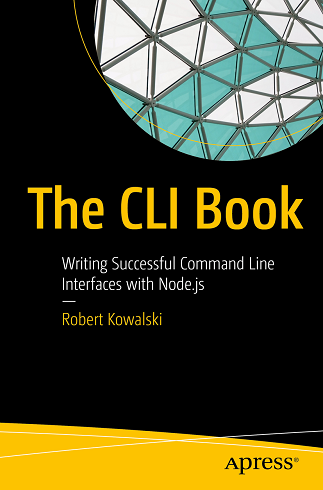 The CLI Book
Writing Successful Command Line
Interfaces with Node.js
—
Robert Kowalski
Apress®